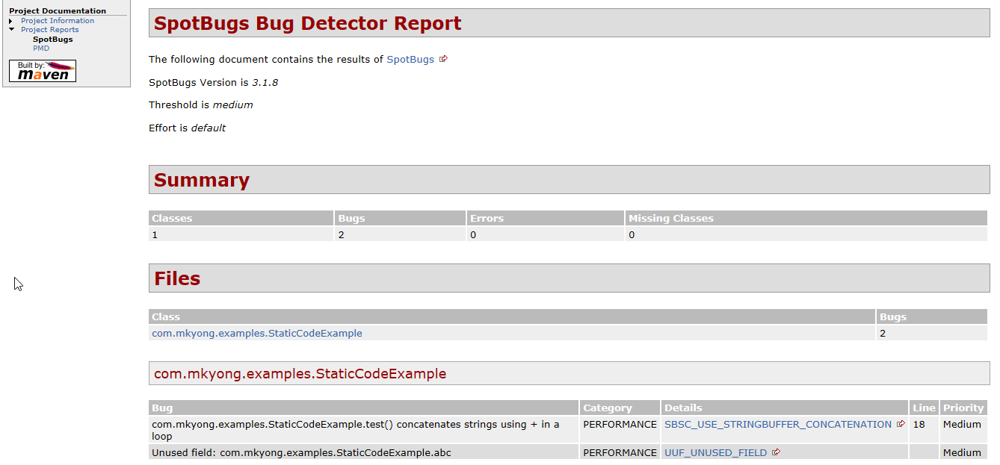 Project Documentation
Project Information
Project Reports
SpotBugs
PMD
Built by:
maven
SpotBugs Bug Detector Report
The following document contains the results of SpotBugs
SpotBugs Version is 3.1.8
Threshold is medium
Effort is default
Summary
Classes Bugs Errors Missing Classes
1 2 0 0
Files
Class Bugs
com.mkyong.examples.StaticCodeExample 2
com.mkyong.examples.StaticCodeExample
Bug Category Details Line Priority
com.mkyong.examples.StaticCodeExample.test() concatenates strings using + in a
loop PERFORMANCE SBSC_USE_STRINGBUFFER_CONCATENATION 18 Medium
Unused field: com.mkyong.examples.StaticCodeExample.abc PERFORMANCE UUF_UNUSED_FIELD Medium